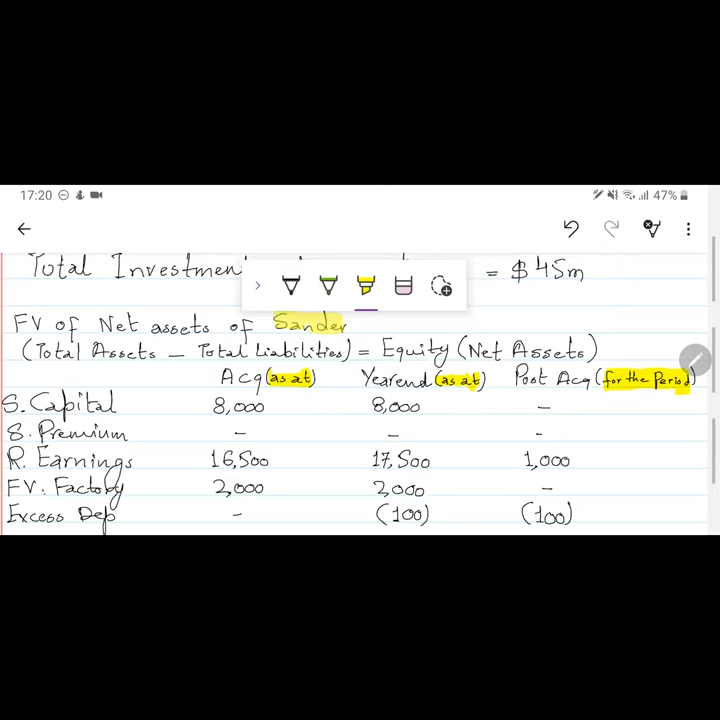 17:20 47%
Total Investmen = $45m
FV of Net assets of Sander
(Total Assets – Total Liabilities) = Equity (Net Assets)
Acq (as at) Yearend (as at) Post Acq (for the Period)
S. Capital 8,000 8,000 –
S. Premium – – –
R. Earnings 16,500 17,500 1,000
FV: Factory 2,000 2,000 –
Excess Dep – (100) (100)